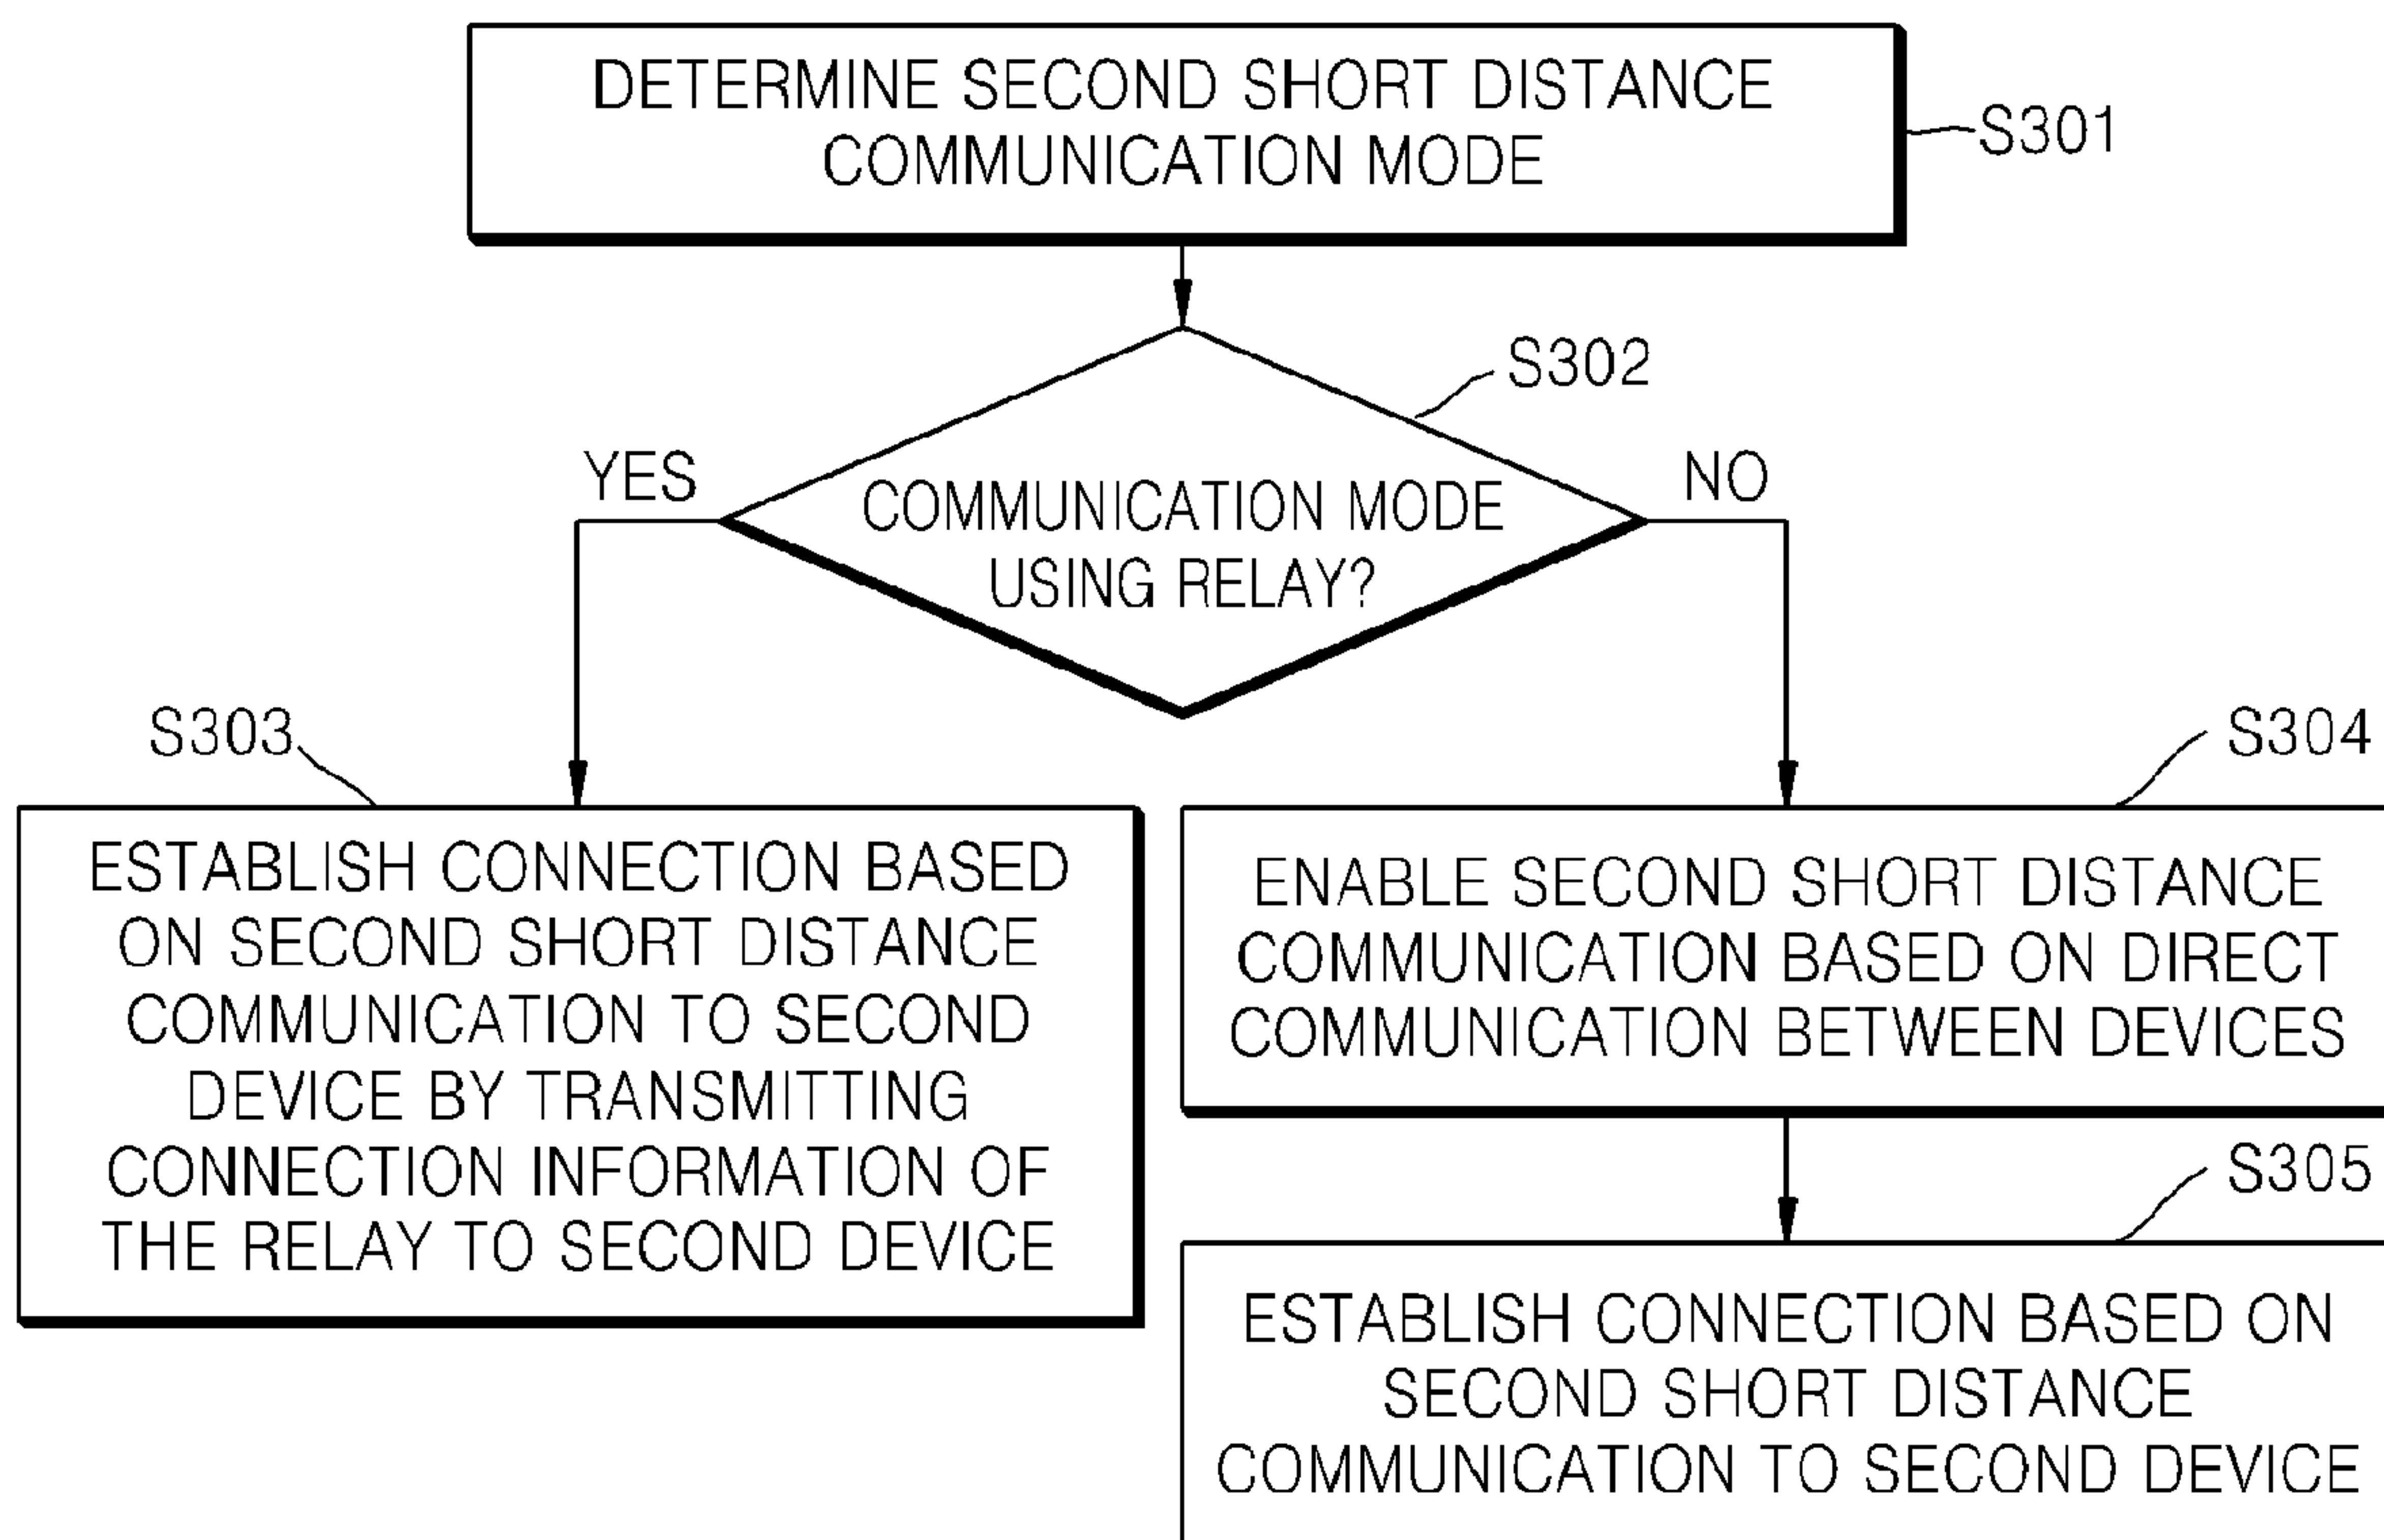 DETERMINE SECOND SHORT DISTANCE
COMMUNICATION MODE
S301
S302
YES
NO
COMMUNICATION MODE
USING RELAY?
S303
S304
ESTABLISH CONNECTION BASED
ON SECOND SHORT DISTANCE
COMMUNICATION TO SECOND
DEVICE BY TRANSMITTING
CONNECTION INFORMATION OF
THE RELAY TO SECOND DEVICE
ENABLE SECOND SHORT DISTANCE
COMMUNICATION BASED ON DIRECT
COMMUNICATION BETWEEN DEVICES
S305
ESTABLISH CONNECTION BASED ON
SECOND SHORT DISTANCE
COMMUNICATION TO SECOND DEVICE